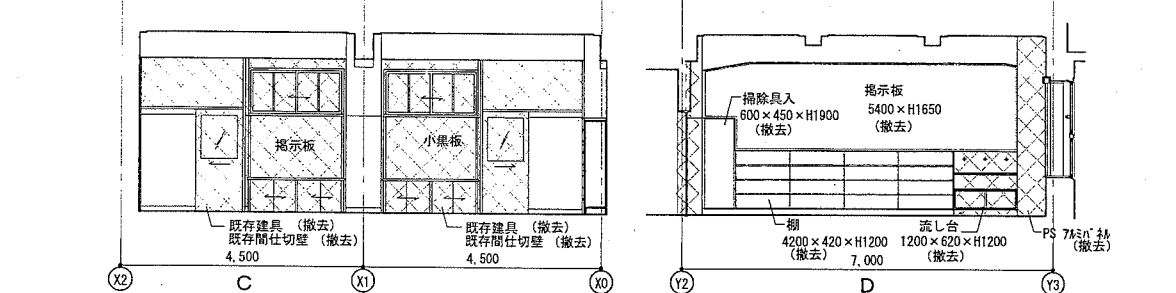 掲示板
小黒板
既存建具 (撤去)
既存間仕切壁 (撤去)
既存建具 (撤去)
既存間仕切壁 (撤去)
4,500
4,500
X2
C
X1
X0
掃除具入
600×450×H1900
(撤去)
掲示板
5400×H1650
(撤去)
棚
4200×420×H1200
(撤去)
流し台
1200×620×H1200
(撤去)
PS アルミパネル
(撤去)
7,000
Y2
D
Y3